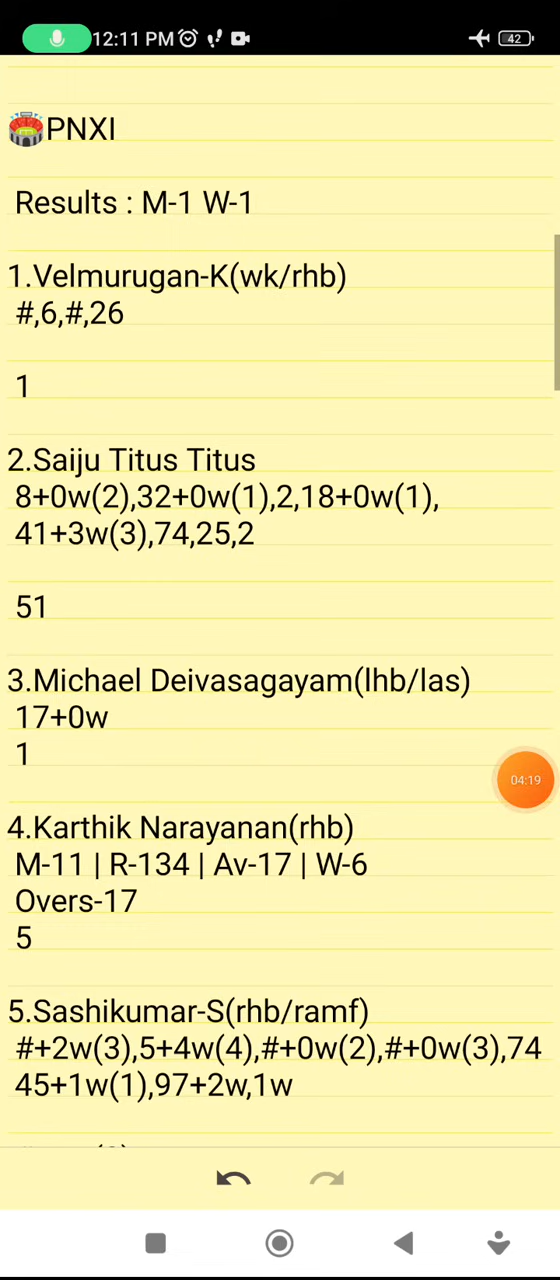 12:11 PM
42
🏟PNXI
Results : M-1 W-1
1.Velmurugan-K(wk/rhb)
#,6,#,26
1
2.Saiju Titus Titus
8+0w(2),32+0w(1),2,18+0w(1),
41+3w(3),74,25,2
51
3.Michael Deivasagayam(lhb/las)
17+0w
1
04:19
4.Karthik Narayanan(rhb)
M-11 | R-134 | Av-17 | W-6
Overs-17
5
5.Sashikumar-S(rhb/ramf)
#+2w(3),5+4w(4),#+0w(2),#+0w(3),74
45+1w(1),97+2w,1w